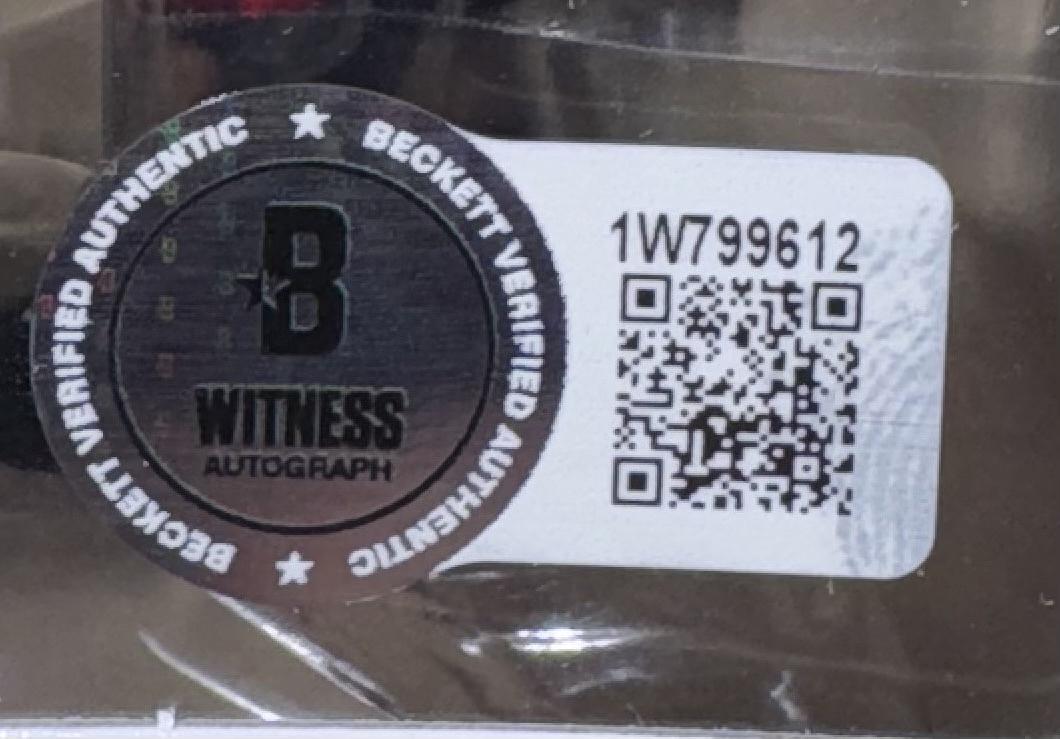 BECKETT VERIFIED AUTHENTIC ★ BECKETT VERIFIED AUTHENTIC ★
B
WITNESS
AUTOGRAPH
1W799612